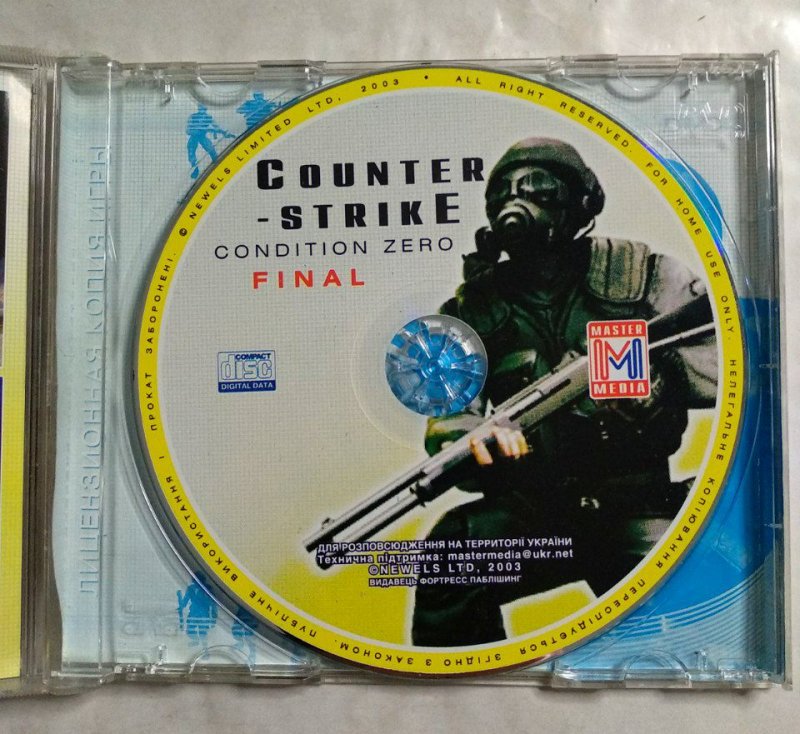 ЛИЦЕНЗИОННАЯ КОПИЯ ИГРЫ
© NEWELS LIMITED LTD, 2003 • ALL RIGHT RESERVED. FOR HOME USE ONLY. НЕЛЕГАЛЬНЕ КОПІЮВАННЯ ПЕРЕСЛІДУЄТЬСЯ ЗГІДНО З ЗАКОНОМ. ПУБЛІЧНЕ ВИКОРИСТАННЯ І ПРОКАТ ЗАБОРОНЕНІ.
COUNTER
-STRIKE
CONDITION ZERO
FINAL
COMPACT
disc
DIGITAL DATA
MASTER
M
MEDIA
ДЛЯ РОЗПОВСЮДЖЕННЯ НА ТЕРРИТОРІЇ УКРАЇНИ
Технична підтримка: mastermedia@ukr.net
©NEWELS LTD, 2003
ВИДАВЕЦЬ ФОРТРЕСС ПАБЛІШИНГ